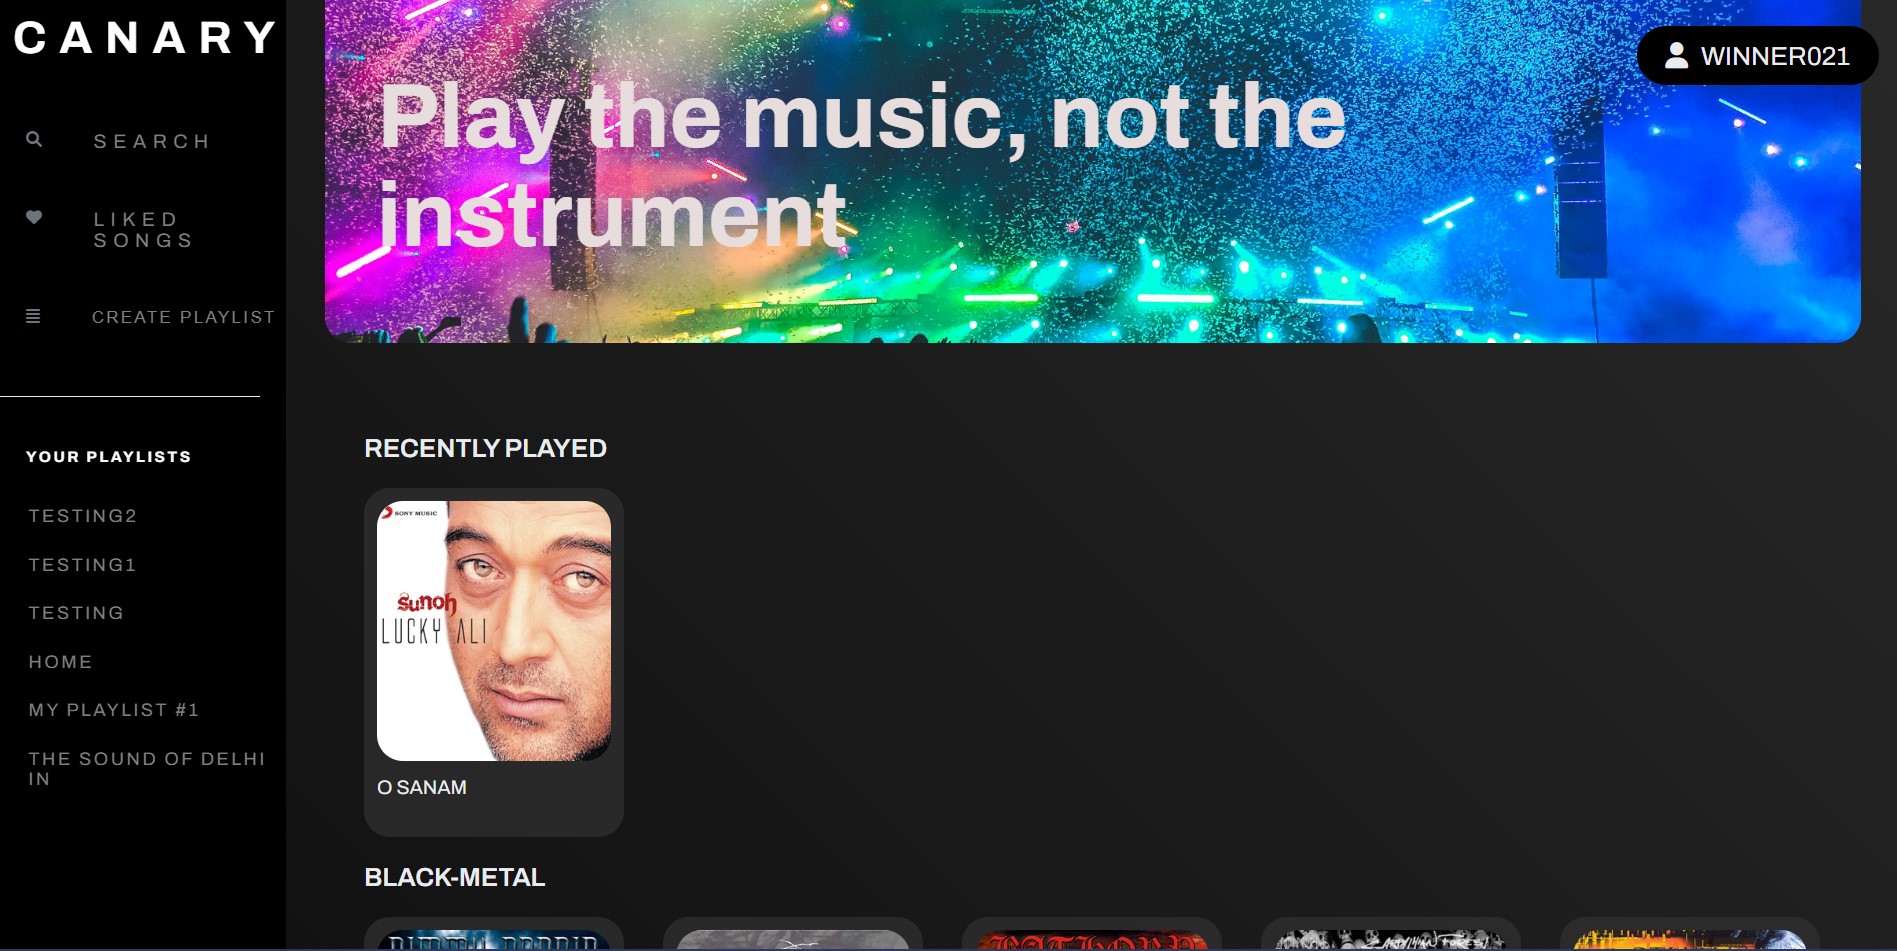 CANARY
SEARCH
LIKED
SONGS
CREATE PLAYLIST
YOUR PLAYLISTS
TESTING2
TESTING1
TESTING
HOME
MY PLAYLIST #1
THE SOUND OF DELHI
IN
WINNER021
Play the music, not the
instrument
RECENTLY PLAYED
SONY MUSIC
sunoh
LUCKY ALI
O SANAM
BLACK-METAL